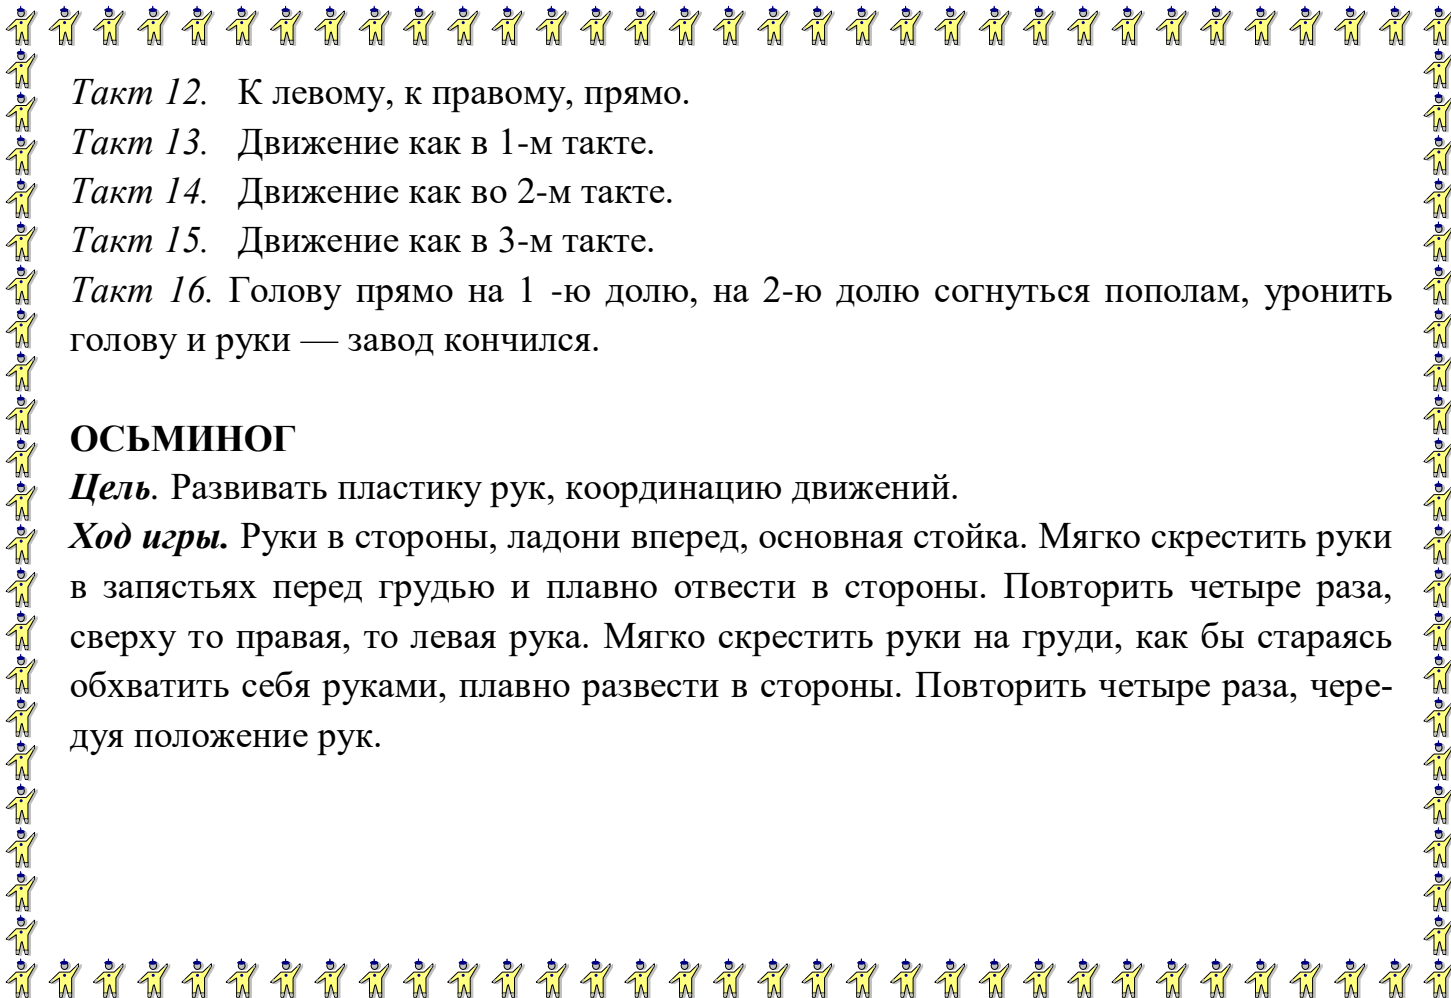 Такт 12. К левому, к правому, прямо.
Такт 13. Движение как в 1-м такте.
Такт 14. Движение как во 2-м такте.
Такт 15. Движение как в 3-м такте.
Такт 16. Голову прямо на 1 -ю долю, на 2-ю долю согнуться пополам, уронить
голову и руки — завод кончился.
ОСЬМИНОГ
Цель. Развивать пластику рук, координацию движений.
Ход игры. Руки в стороны, ладони вперед, основная стойка. Мягко скрестить руки
в запястьях перед грудью и плавно отвести в стороны. Повторить четыре раза,
сверху то правая, то левая рука. Мягко скрестить руки на груди, как бы стараясь
обхватить себя руками, плавно развести в стороны. Повторить четыре раза, чере-
дуя положение рук.